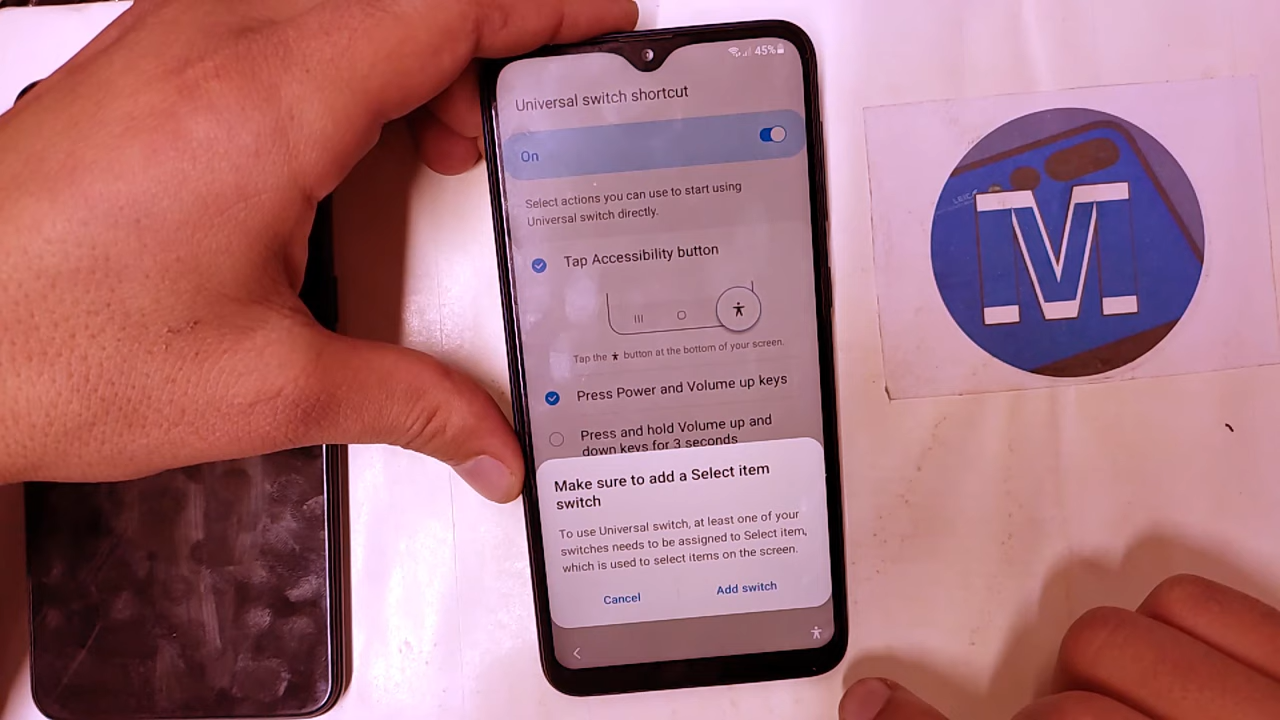 45%
Universal switch shortcut
On
Select actions you can use to start using
Universal switch directly.
Tap Accessibility button
Tap the button at the bottom of your screen.
Press Power and Volume up keys
Press and hold Volume up and
down keys for 3 seconds
Make sure to add a Select item
switch
To use Universal switch, at least one of your
switches needs to be assigned to Select item,
which is used to select items on the screen.
Cancel
Add switch
M